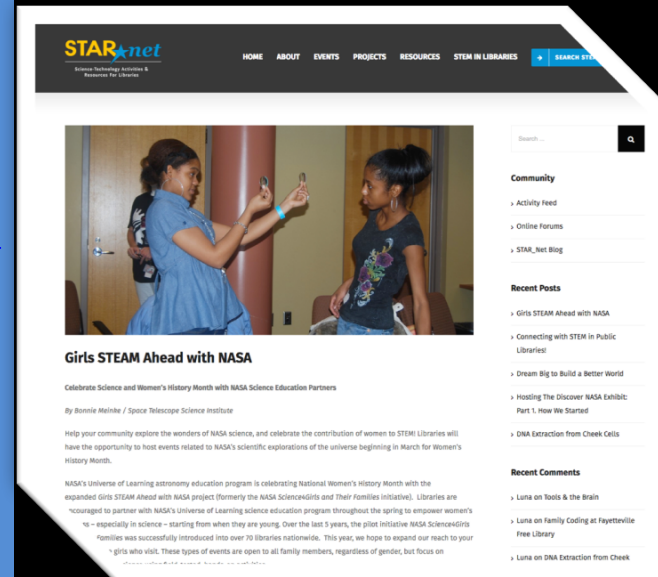 STAR net
Science-Technology Activities &
Resources For Libraries
HOME ABOUT EVENTS PROJECTS RESOURCES STEM IN LIBRARIES SEARCH
Search ...
Girls STEAM Ahead with NASA
Celebrate Science and Women's History Month with NASA Science Education Partners
By Bonnie Meinke / Space Telescope Science Institute
Help your community explore the wonders of NASA science, and celebrate the contribution of women to STEM! Libraries will
have the opportunity to host events related to NASA's scientific explorations of the universe beginning in March for Women's
History Month.
NASA's Universe of Learning astronomy education program is celebrating National Women's History Month with the
expanded Girls STEAM Ahead with NASA project (formerly the NASA Science4Girls and Their Families initiative). Libraries are
to partner with NASA's Universe of Learning science education program throughout the spring to empower women's
– especially in science – starting from when they are young. Over the last 5 years, the pilot initiative NASA Science4Girls
Families was successfully introduced into over 70 libraries nationwide. This year, we hope to expand our reach to your
girls who visit. These types of events are open to all family members, regardless of gender, but focus on
Community
› Activity Feed
› Online Forums
› STAR_Net Blog
Recent Posts
› Girls STEAM Ahead with NASA
› Connecting with STEM in Public
Libraries!
› Dream Big to Build a Better World
› Hosting The Discover NASA Exhibit:
Part 1. How We Started
› DNA Extraction from Cheek Cells
Recent Comments
› Luna on Tools & the Brain
› Luna on Family Coding at Fayetteville
Free Library
› Luna on DNA Extraction from Cheek